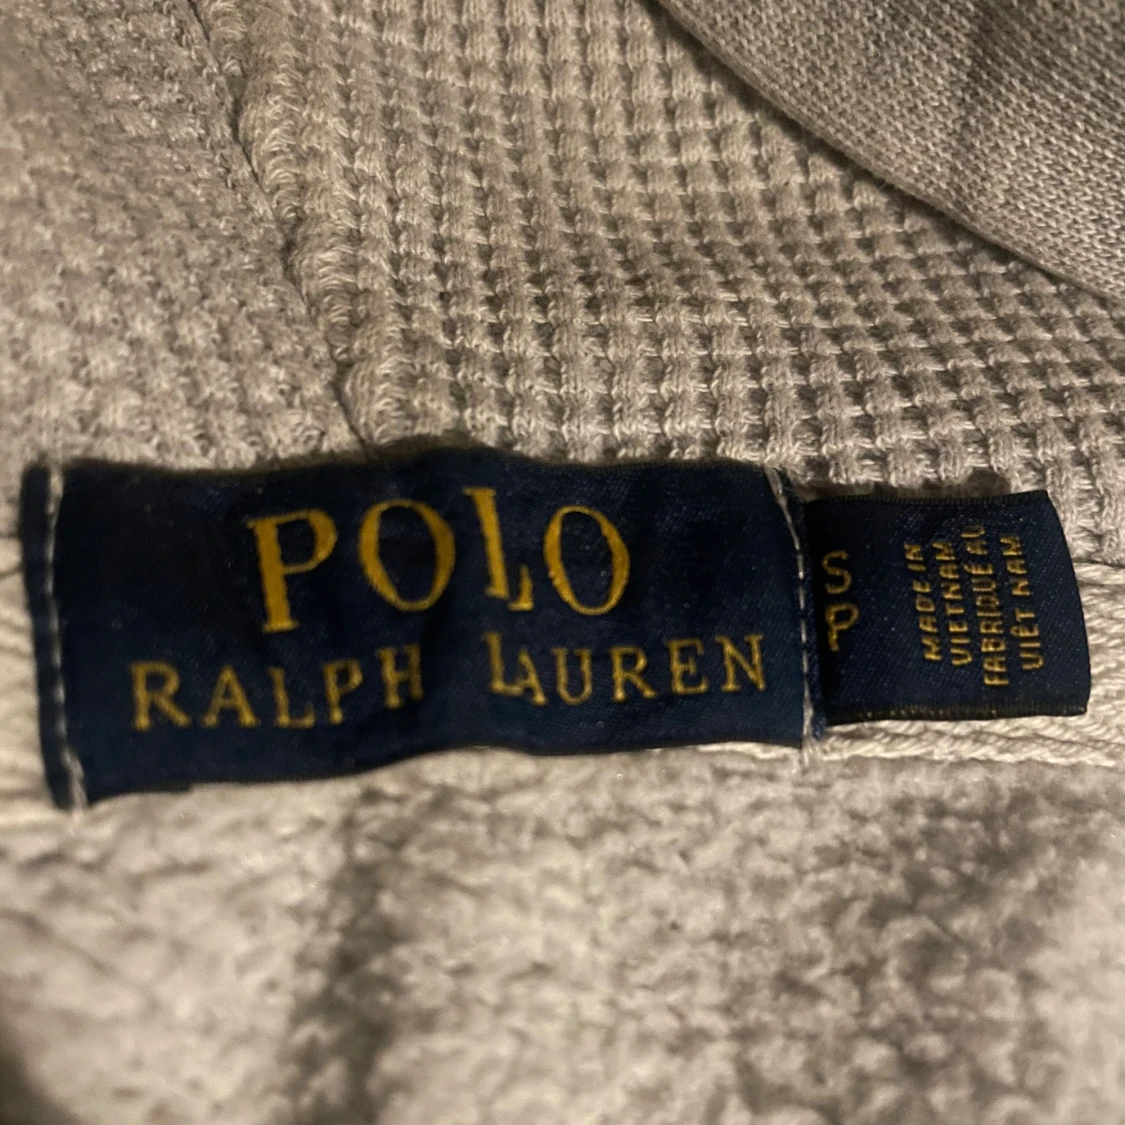 POLO
RALPH LAUREN
S
P
MADE IN
VIETNAM
FABRIQUÉ AU
VIÊT NAM